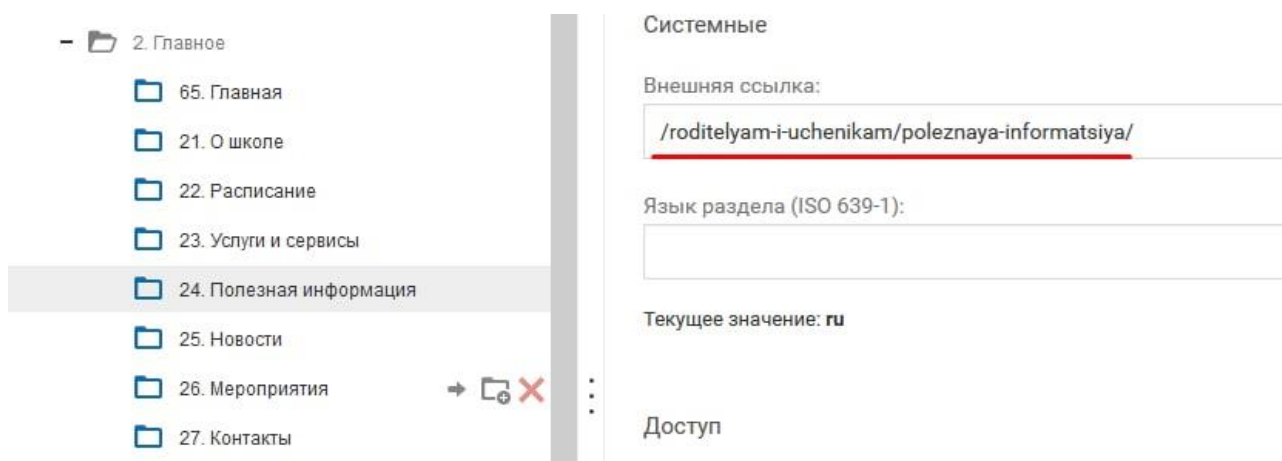 2. Главное
65. Главная
21. О школе
22. Расписание
23. Услуги и сервисы
24. Полезная информация
25. Новости
26. Мероприятия
27. Контакты
Системные
Внешняя ссылка:
/roditelyam-i-uchenikam/poleznaya-informatsiya/
Язык раздела (ISO 639-1):
Текущее значение: ru
Доступ